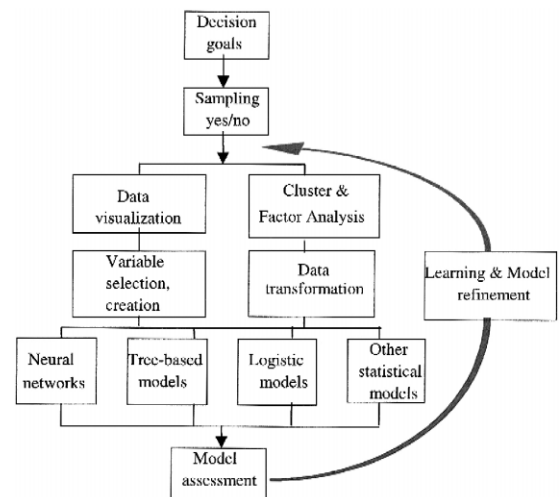 Decision
goals
Sampling
yes/no
Data
visualization
Cluster &
Factor Analysis
Variable
selection,
creation
Data
transformation
Learning & Model
refinement
Neural
networks
Tree-based
models
Logistic
models
Other
statistical
models
Model
assessment